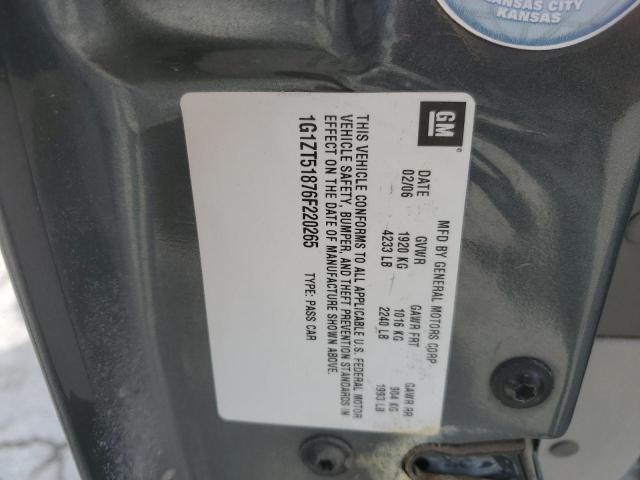 KANSAS CITY
KANSAS
GM
MFD BY GENERAL MOTORS CORP
DATE GVWR GAWR FRT GAWR RR
02/06 1920 KG 1016 KG 904 KG
4233 LB 2240 LB 1993 LB
THIS VEHICLE CONFORMS TO ALL APPLICABLE U.S. FEDERAL MOTOR
VEHICLE SAFETY, BUMPER, AND THEFT PREVENTION STANDARDS IN
EFFECT ON THE DATE OF MANUFACTURE SHOWN ABOVE.
1G1ZT51876F220265 TYPE: PASS CAR